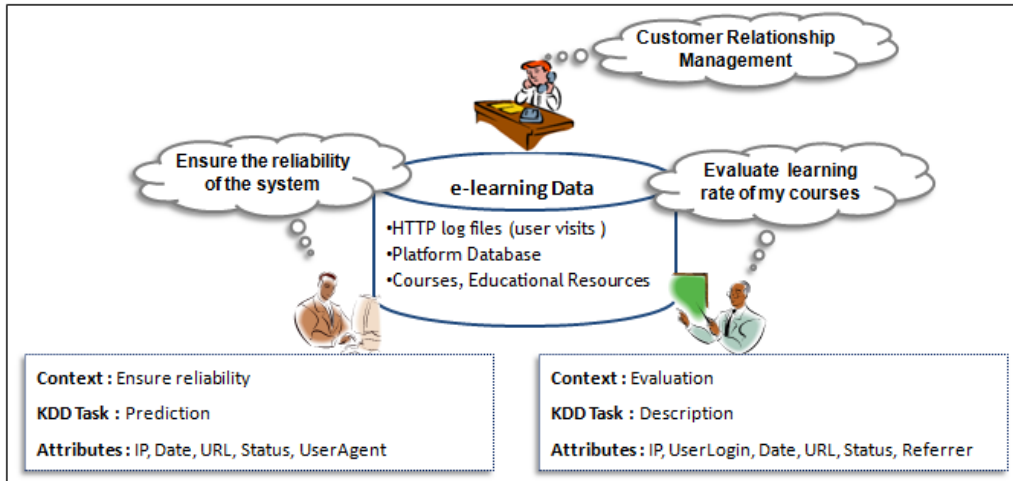 Customer Relationship
Management
Ensure the reliability
of the system
Evaluate learning
rate of my courses
e-learning Data
•HTTP log files (user visits )
•Platform Database
•Courses, Educational Resources
Context : Ensure reliability
KDD Task : Prediction
Attributes : IP, Date, URL, Status, UserAgent
Context : Evaluation
KDD Task : Description
Attributes : IP, UserLogin, Date, URL, Status, Referrer